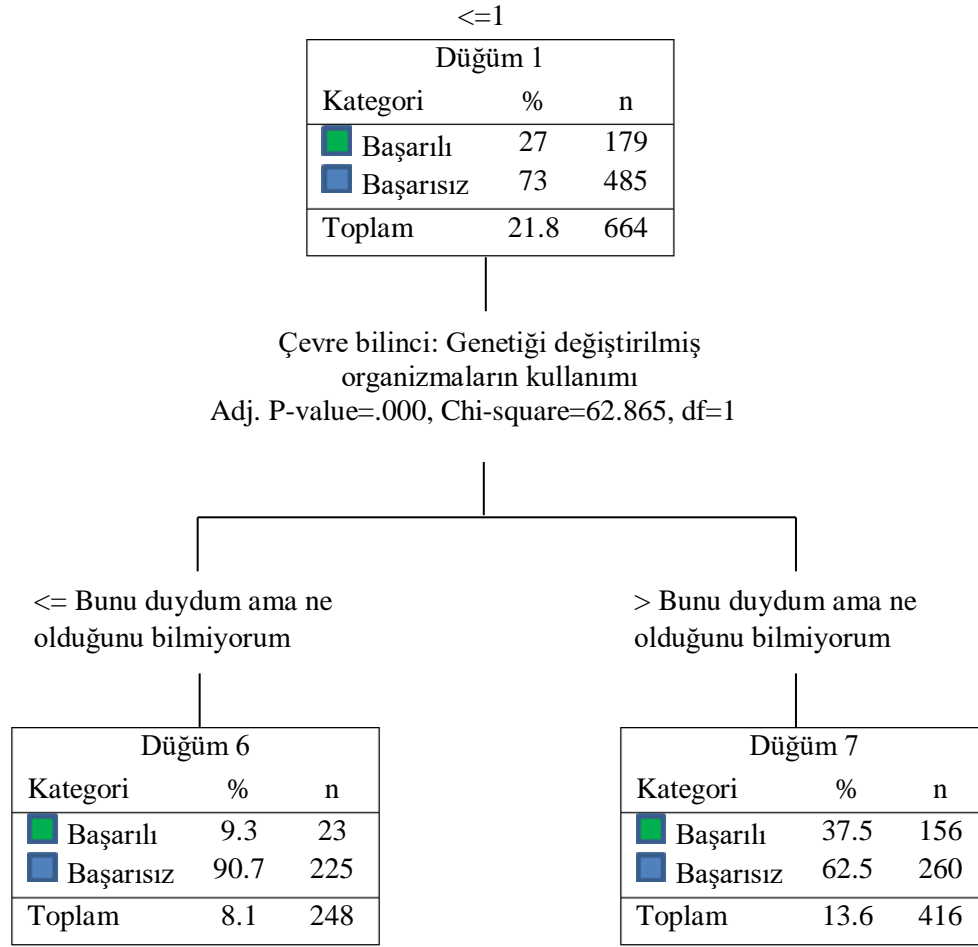 <=1
Düğüm 1
Kategori % n
Başarılı 27 179
Başarısız 73 485
Toplam 21.8 664
Çevre bilinci: Genetiği değiştirilmiş
organizmaların kullanımı
Adj. P-value=.000, Chi-square=62.865, df=1
<= Bunu duydum ama ne
olduğunu bilmiyorum
> Bunu duydum ama ne
olduğunu bilmiyorum
Düğüm 6
Kategori % n
Başarılı 9.3 23
Başarısız 90.7 225
Toplam 8.1 248
Düğüm 7
Kategori % n
Başarılı 37.5 156
Başarısız 62.5 260
Toplam 13.6 416